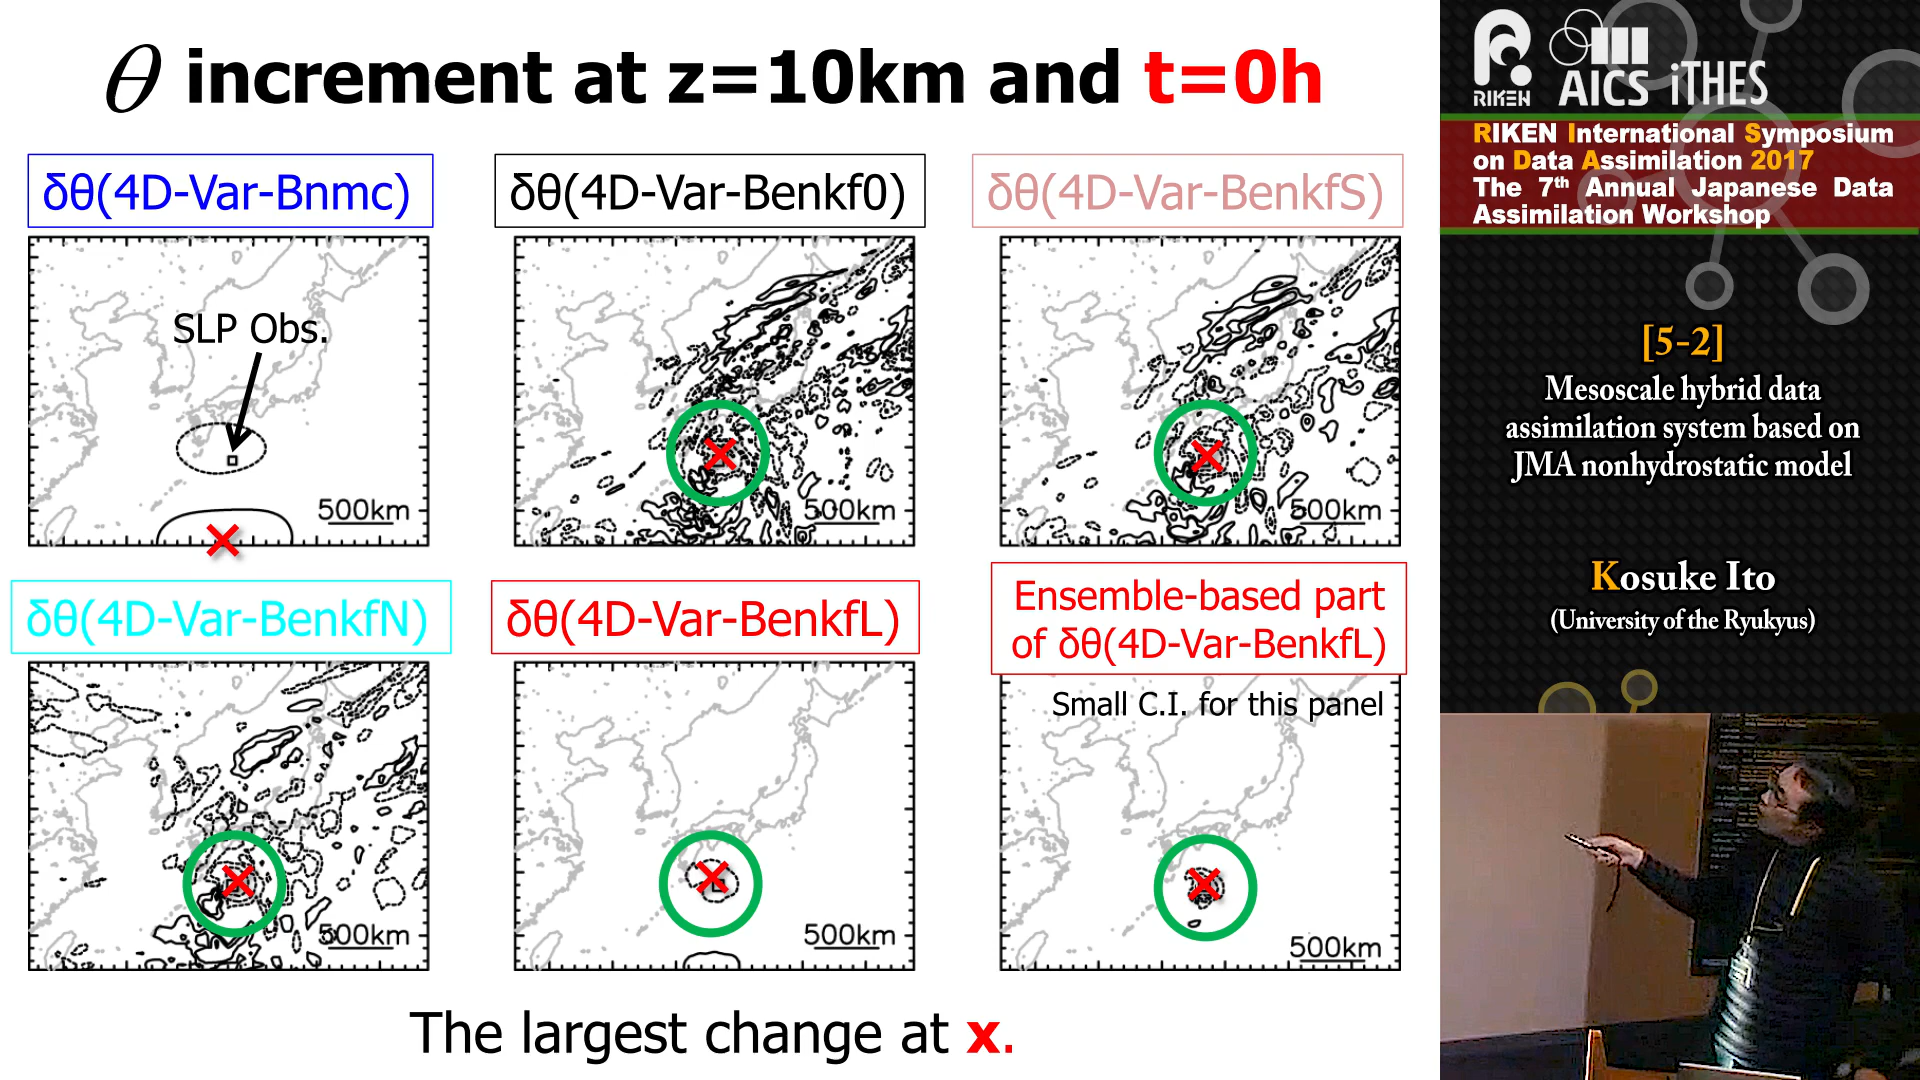 θ increment at z=10km and t=0h
δθ(4D-Var-Bnmc)
δθ(4D-Var-Benkf0)
δθ(4D-Var-BenkfS)
SLP Obs.
500km
500km
500km
δθ(4D-Var-BenkfN)
δθ(4D-Var-BenkfL)
Ensemble-based part
of δθ(4D-Var-BenkfL)
Small C.I. for this panel
500km
500km
500km
The largest change at x.
RIKEN
AICS
iTHES
RIKEN International Symposium
on Data Assimilation 2017
The 7th Annual Japanese Data
Assimilation Workshop
[5-2]
Mesoscale hybrid data
assimilation system based on
JMA nonhydrostatic model
Kosuke Ito
(University of the Ryukyus)